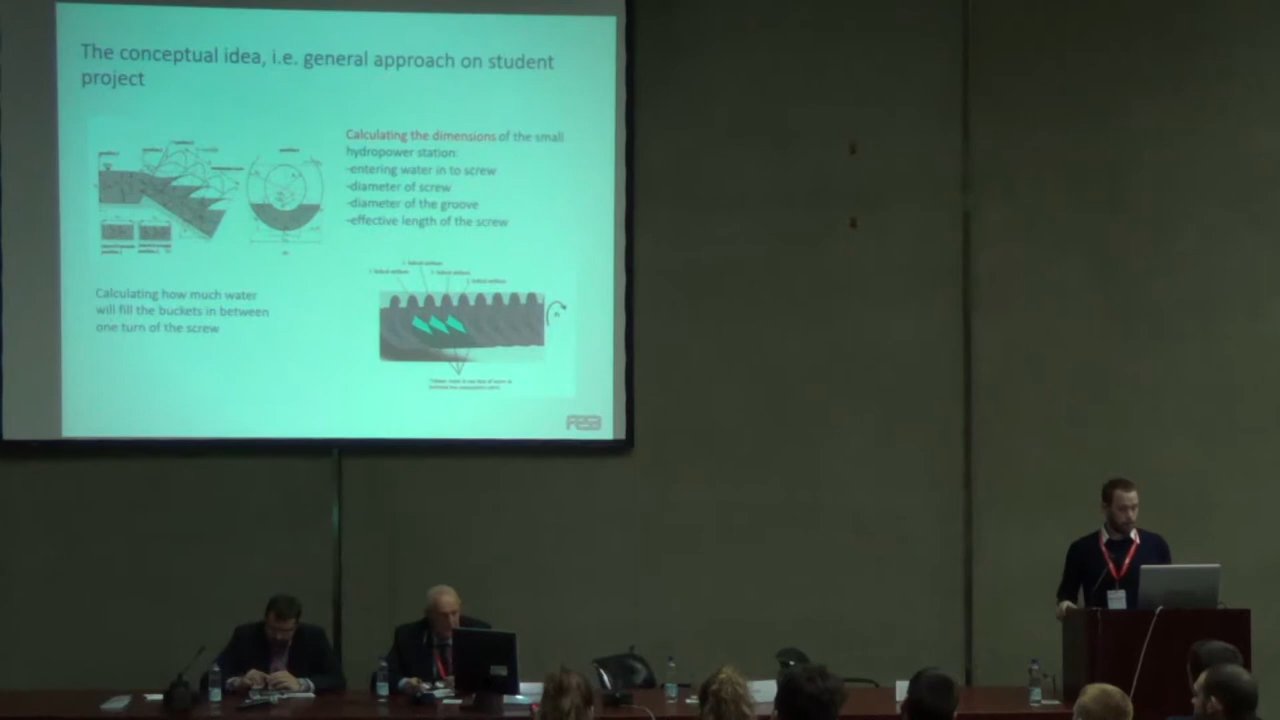 The conceptual idea, i.e. general approach on student
project
Calculating the dimensions of the small
hydropower station:
-entering water in to screw
-diameter of screw
-diameter of the groove
-effective length of the screw
Calculating how much water
will fill the buckets in between
one turn of the screw
FESB